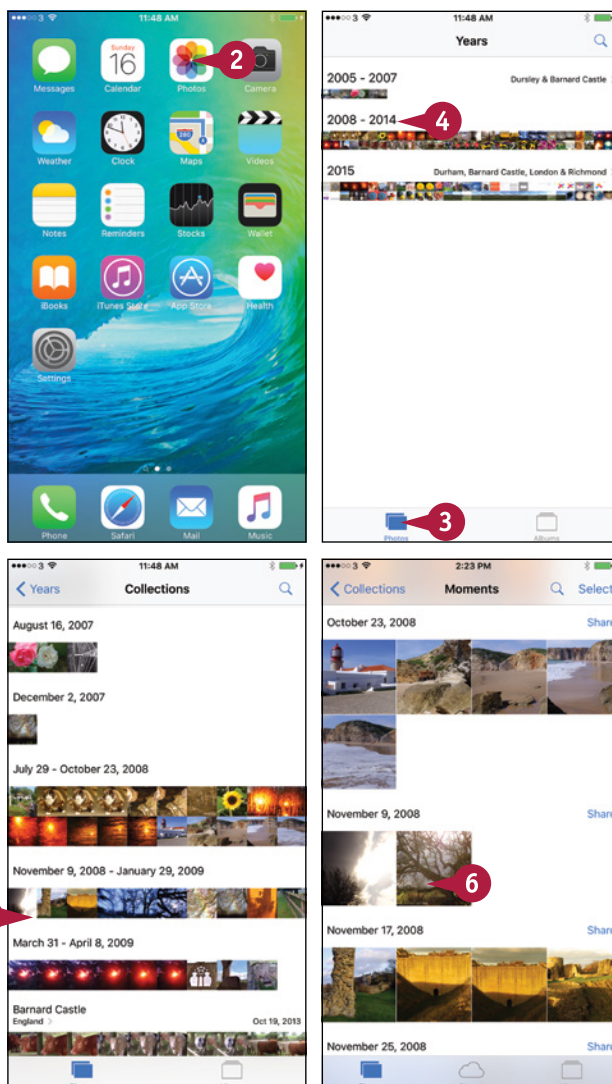 3 11:48 AM
Messages
Sunday 16 Calendar
Photos
Camera
2
Weather
Clock
280 Maps
Videos
Notes
Reminders
Stocks
Wallet
iBooks
iTunes Store
App Store
Health
Settings
Phone
Safari
Mail
Music
3 11:48 AM
Years
2005 - 2007 Dursley & Barnard Castle
2008 - 2014
4
2015 Durham, Barnard Castle, London & Richmond
3
Photos Albums
3 11:48 AM
Years Collections
August 16, 2007
December 2, 2007
July 29 - October 23, 2008
November 9, 2008 - January 29, 2009
March 31 - April 8, 2009
Barnard Castle
England Oct 19, 2013
3 2:23 PM
Collections Moments Select
October 23, 2008 Share
November 9, 2008 Share
6
November 17, 2008 Share
November 25, 2008 Share